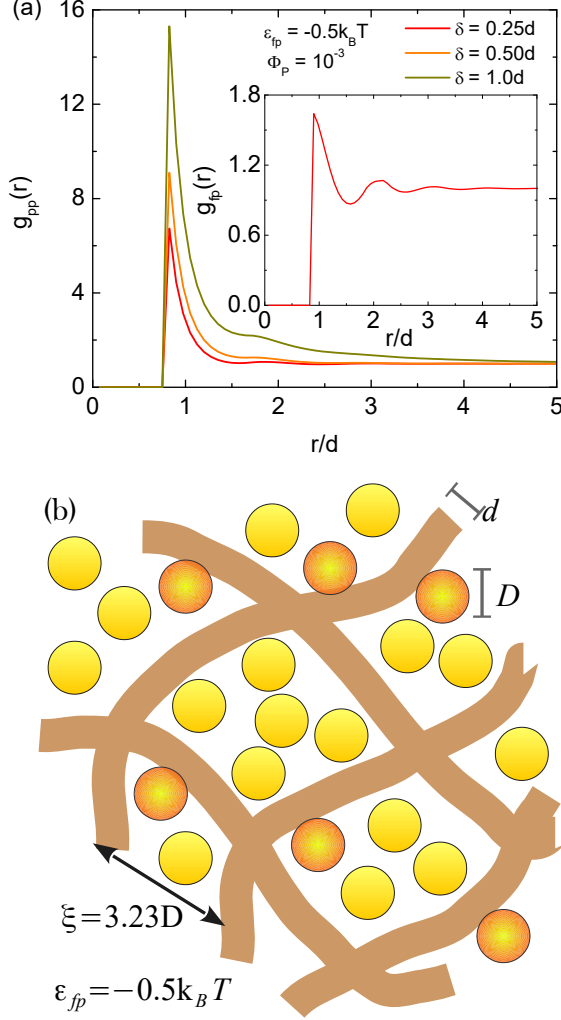 (a)
16
12
8
4
0
g_pp(r)
1
2
3
4
5
r/d
ε_fp = -0.5k_BT
Φ_P = 10^-3
δ = 0.25d
δ = 0.50d
δ = 1.0d
1.8
1.2
0.6
0.0
g_fp(r)
0
1
2
3
4
5
r/d
(b)
d
D
ξ=3.23D
ε_fp=−0.5k_BT